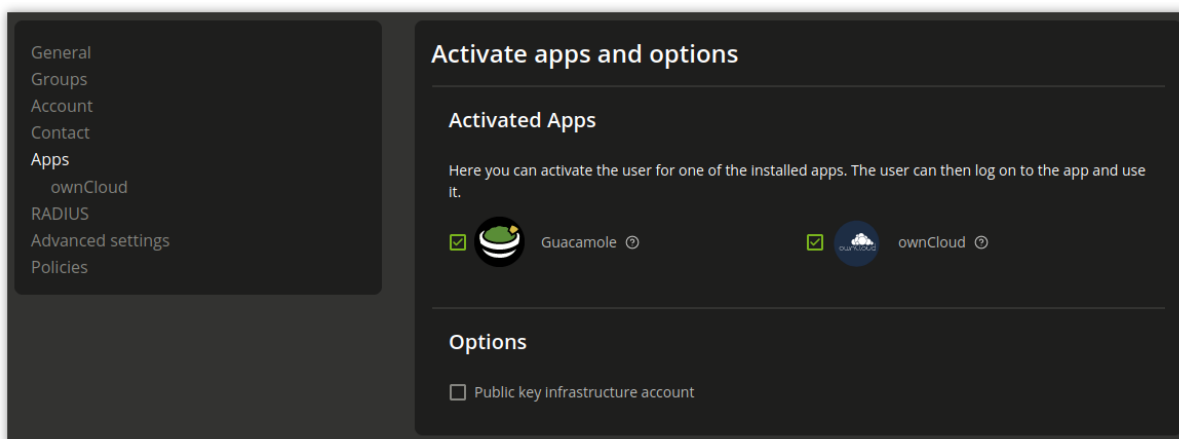 General
Groups
Account
Contact
Apps
ownCloud
RADIUS
Advanced settings
Policies
Activate apps and options
Activated Apps
Here you can activate the user for one of the installed apps. The user can then log on to the app and use
it.
Guacamole
ownCloud
ownCloud
Options
Public key infrastructure account